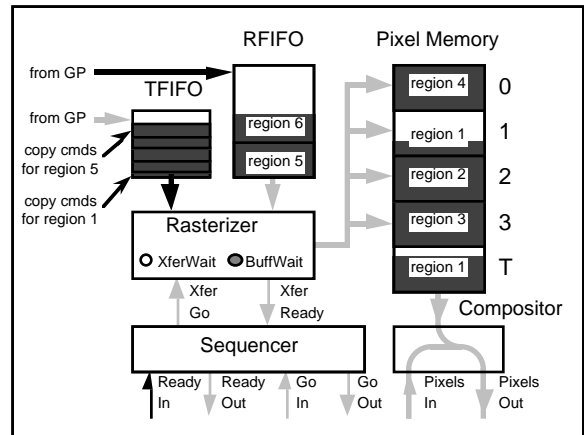 RFIFO
Pixel Memory
from GP
TFIFO
from GP
copy cmds
for region 5
copy cmds
for region 1
region 6
region 5
region 4
0
region 1
1
region 2
2
region 3
3
region 1
T
Rasterizer
XferWait
BuffWait
Xfer
Go
Xfer
Ready
Compositor
Sequencer
Ready
In
Ready
Out
Go
In
Go
Out
Pixels
In
Pixels
Out